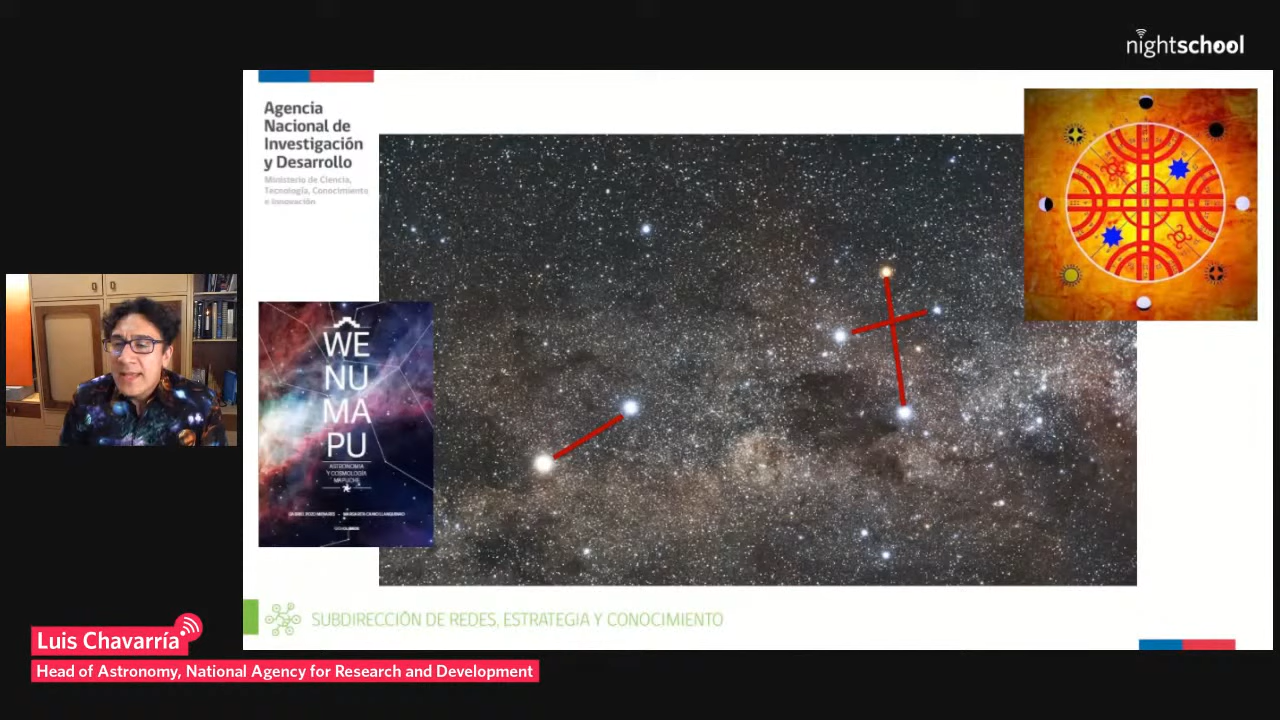 nightschool
Agencia
Nacional de
Investigación
y Desarrollo
Ministerio de Ciencia,
Tecnología, Conocimiento
e Innovación
WE
NU
MA
PU
ASTRONOMÍA
Y COSMOLOGÍA
MAPUCHE
SUBDIRECCIÓN DE REDES, ESTRATEGIA Y CONOCIMIENTO
Luis Chavarría
Head of Astronomy, National Agency for Research and Development